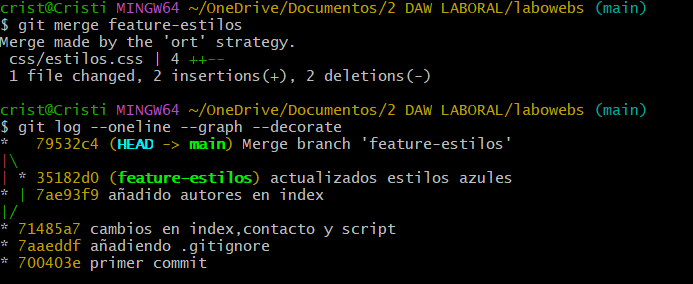 crist@Cristi MINGW64 ~/OneDrive/Documentos/2 DAW LABORAL/labowebs (main)
$ git merge feature-estilos
Merge made by the 'ort' strategy.
 css/estilos.css | 4 ++--
 1 file changed, 2 insertions(+), 2 deletions(-)

crist@Cristi MINGW64 ~/OneDrive/Documentos/2 DAW LABORAL/labowebs (main)
$ git log --oneline --graph --decorate
*   79532c4 (HEAD -> main) Merge branch 'feature-estilos'
|\
| * 35182d0 (feature-estilos) actualizados estilos azules
* | 7ae93f9 añadido autores en index
|/
* 71485a7 cambios en index,contacto y script
* 7aaeddf añadiendo .gitignore
* 700403e primer commit